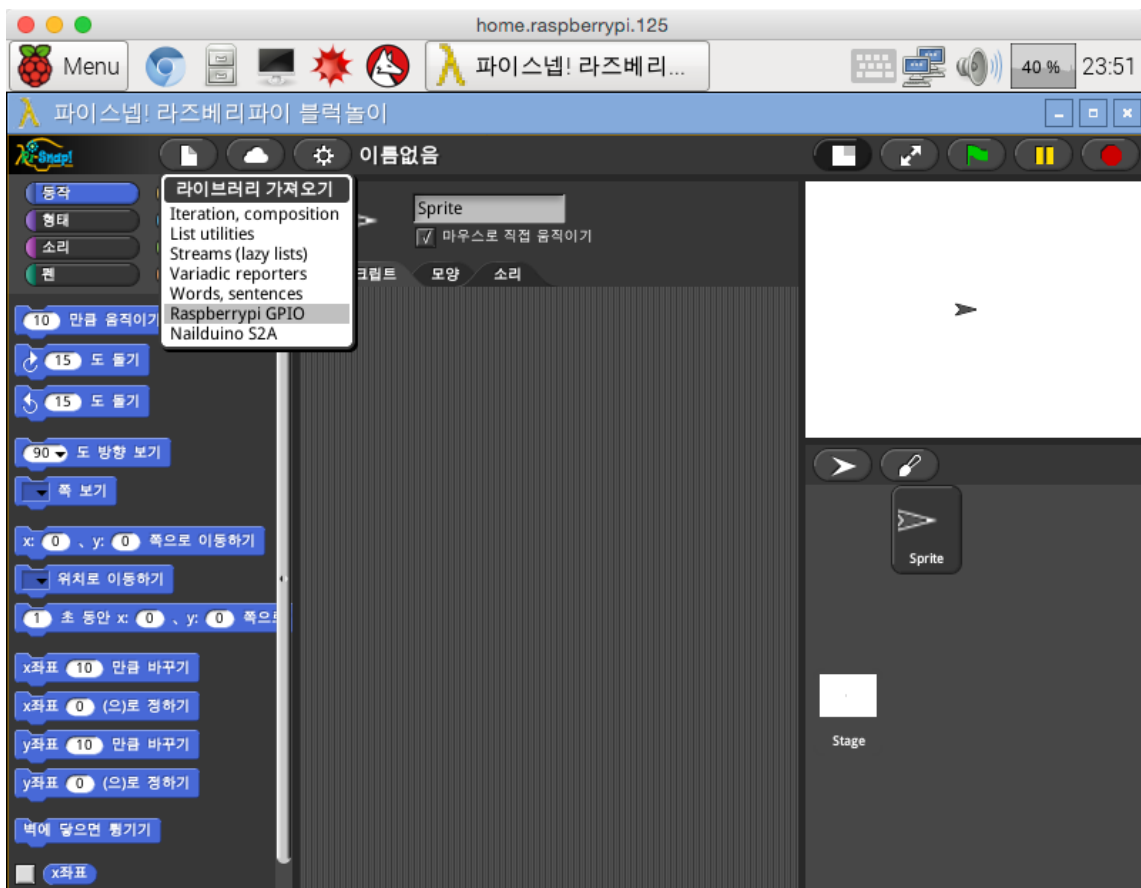 home.raspberrypi.125
Menu
파이스넵! 라즈베리...
40 %
23:51
파이스넵! 라즈베리파이 블럭놀이
이름없음
동작
형태
소리
펜
라이브러리 가져오기
Iteration, composition
List utilities
Streams (lazy lists)
Variadic reporters
Words, sentences
Raspberrypi GPIO
Nailduino S2A
Sprite
마우스로 직접 움직이기
크립트 모양 소리
10 만큼 움직이기
15 도 돌기
15 도 돌기
90 도 방향 보기
쪽 보기
x: 0 、y: 0 쪽으로 이동하기
위치로 이동하기
1 초 동안 x: 0 、y: 0 쪽으로
x좌표 10 만큼 바꾸기
x좌표 0 (으)로 정하기
y좌표 10 만큼 바꾸기
y좌표 0 (으)로 정하기
벽에 닿으면 튕기기
x좌표
Sprite
Stage